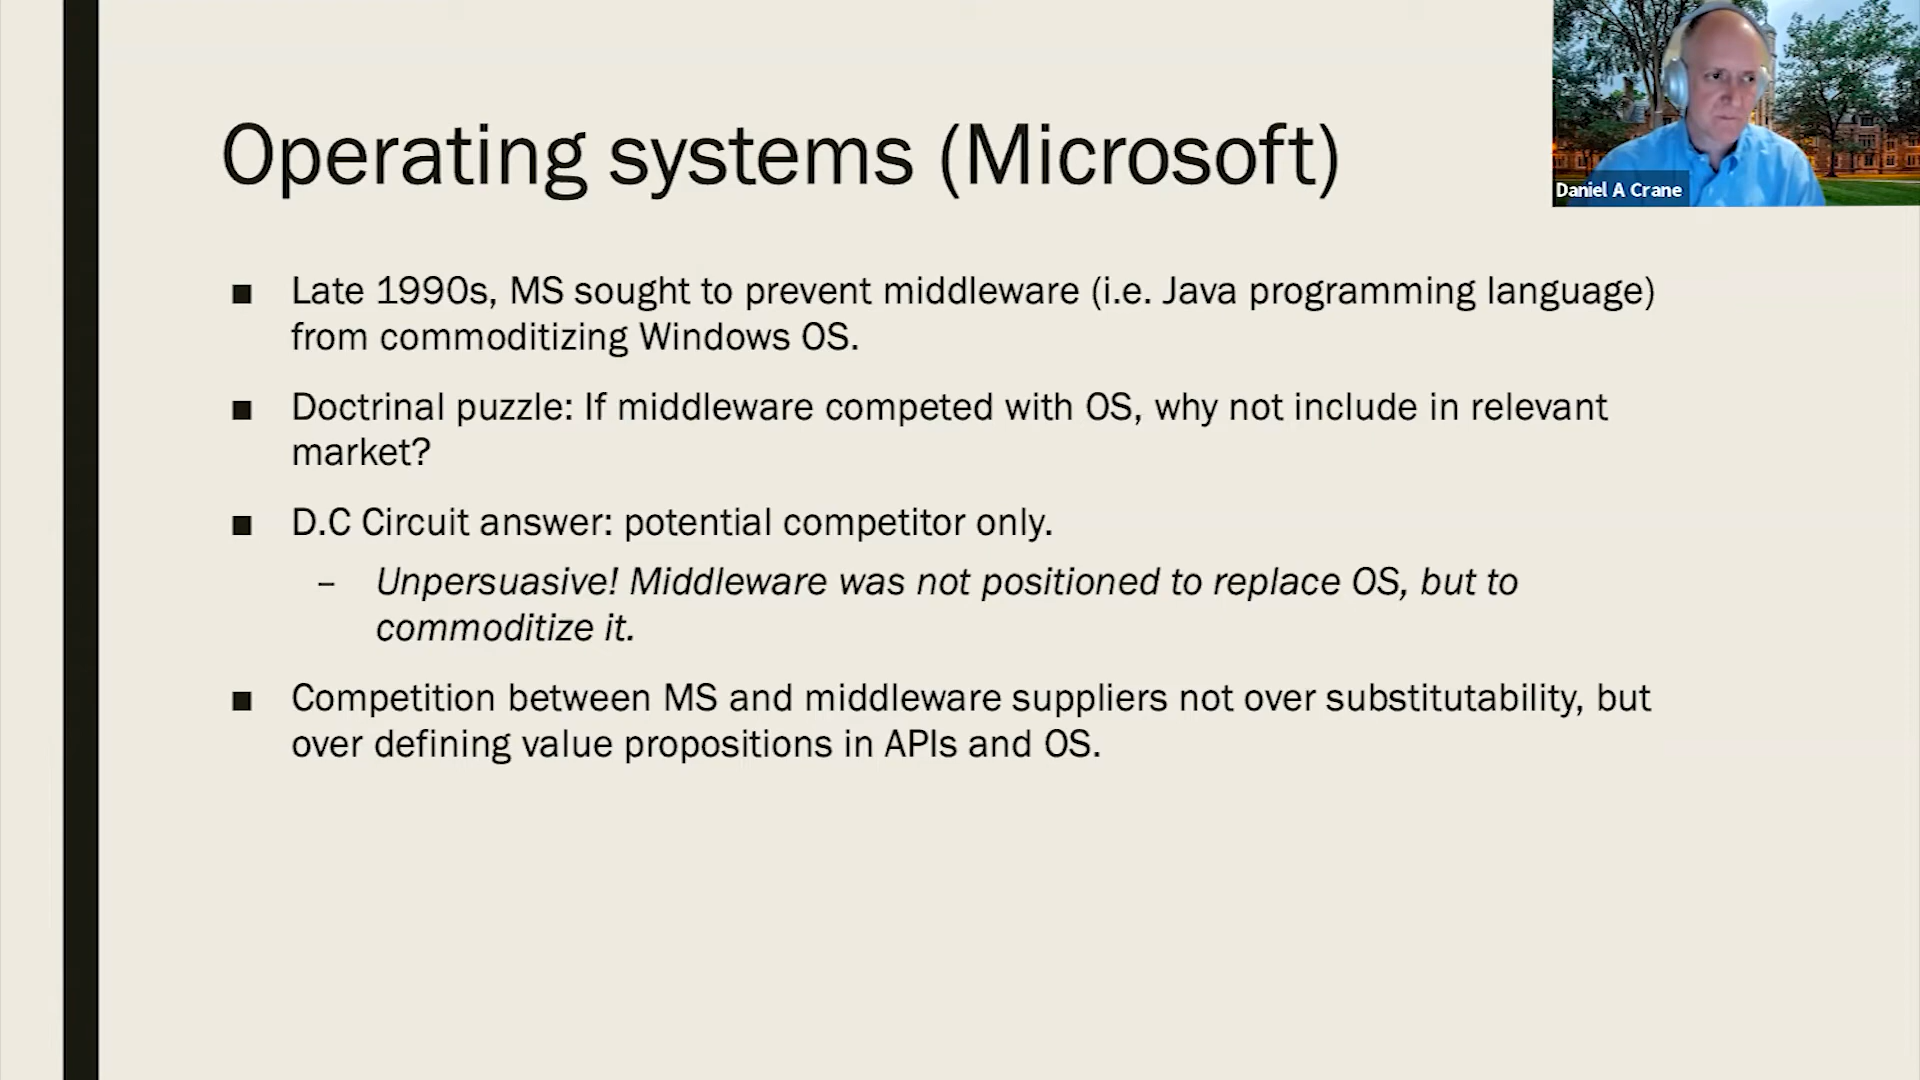 Operating systems (Microsoft)
Daniel A Crane
■ Late 1990s, MS sought to prevent middleware (i.e. Java programming language)
from commoditizing Windows OS.
■ Doctrinal puzzle: If middleware competed with OS, why not include in relevant
market?
■ D.C Circuit answer: potential competitor only.
– Unpersuasive! Middleware was not positioned to replace OS, but to
commoditize it.
■ Competition between MS and middleware suppliers not over substitutability, but
over defining value propositions in APIs and OS.